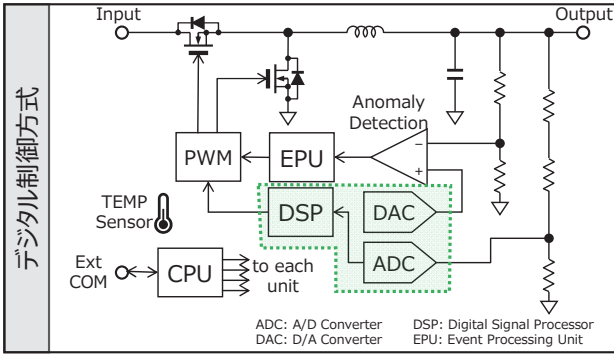 デジタル制御方式
Input
Output
Anomaly
Detection
−
+
PWM
EPU
DSP
DAC
ADC
TEMP
Sensor
Ext
COM
CPU
to each
unit
ADC: A/D Converter
DSP: Digital Signal Processor
DAC: D/A Converter
EPU: Event Processing Unit